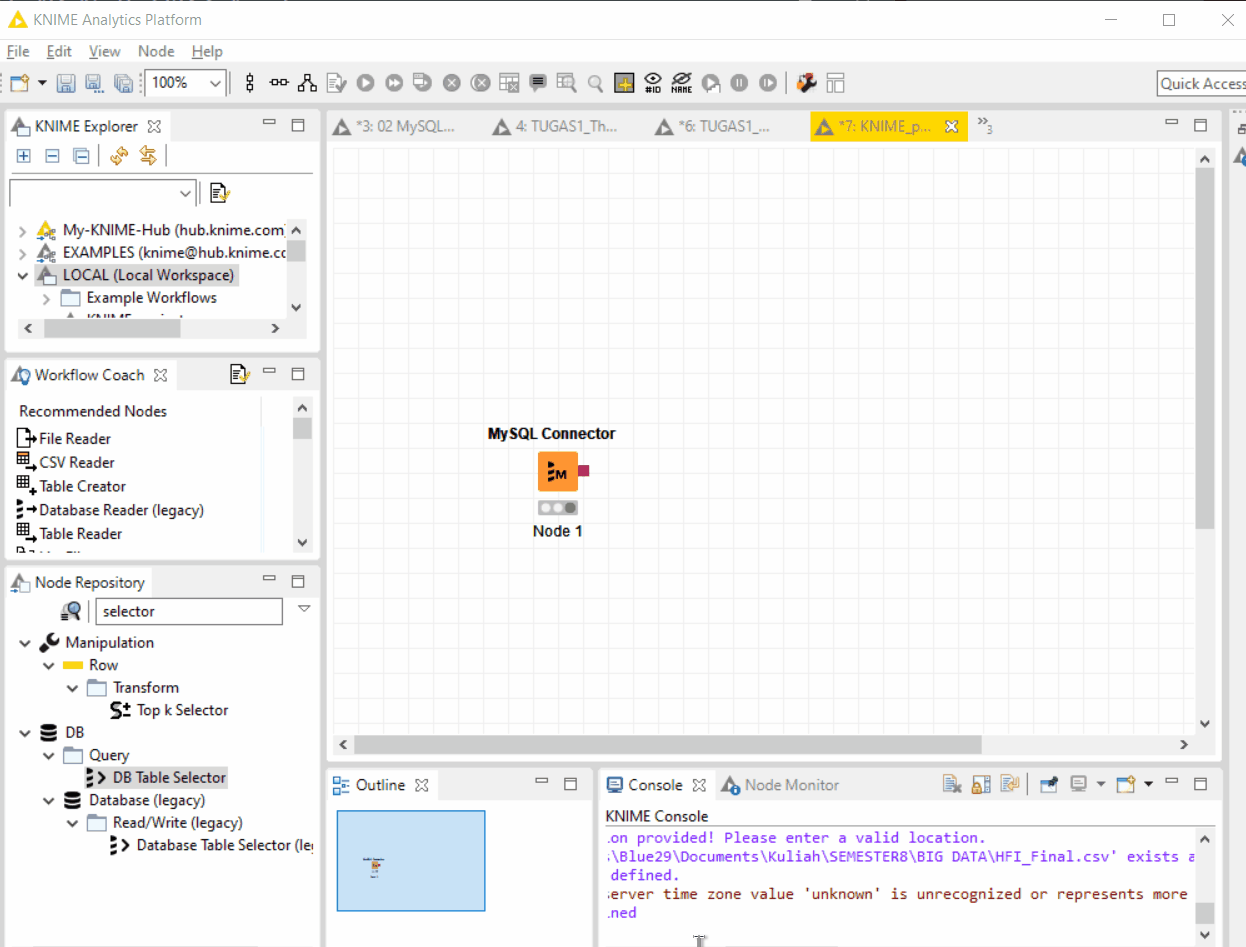 KNIME Analytics Platform
File Edit View Node Help
100%
#ID
NAME
Quick Access
KNIME Explorer
My-KNIME-Hub (hub.knime.com)
EXAMPLES (knime@hub.knime.co
LOCAL (Local Workspace)
Example Workflows
Workflow Coach
Recommended Nodes
File Reader
CSV Reader
Table Creator
Database Reader (legacy)
Table Reader
Node Repository
selector
Manipulation
Row
Transform
Top k Selector
DB
Query
DB Table Selector
Database (legacy)
Read/Write (legacy)
Database Table Selector (leg
*3: 02 MySQL...
4: TUGAS1_Th...
*6: TUGAS1_...
*7: KNIME_p...
»3
MySQL Connector
M
Node 1
Outline
Console
Node Monitor
KNIME Console
.on provided! Please enter a valid location.
:\Blue29\Documents\Kuliah\SEMESTER8\BIG DATA\HFI_Final.csv' exists a
defined.
erver time zone value 'unknown' is unrecognized or represents more
.ned